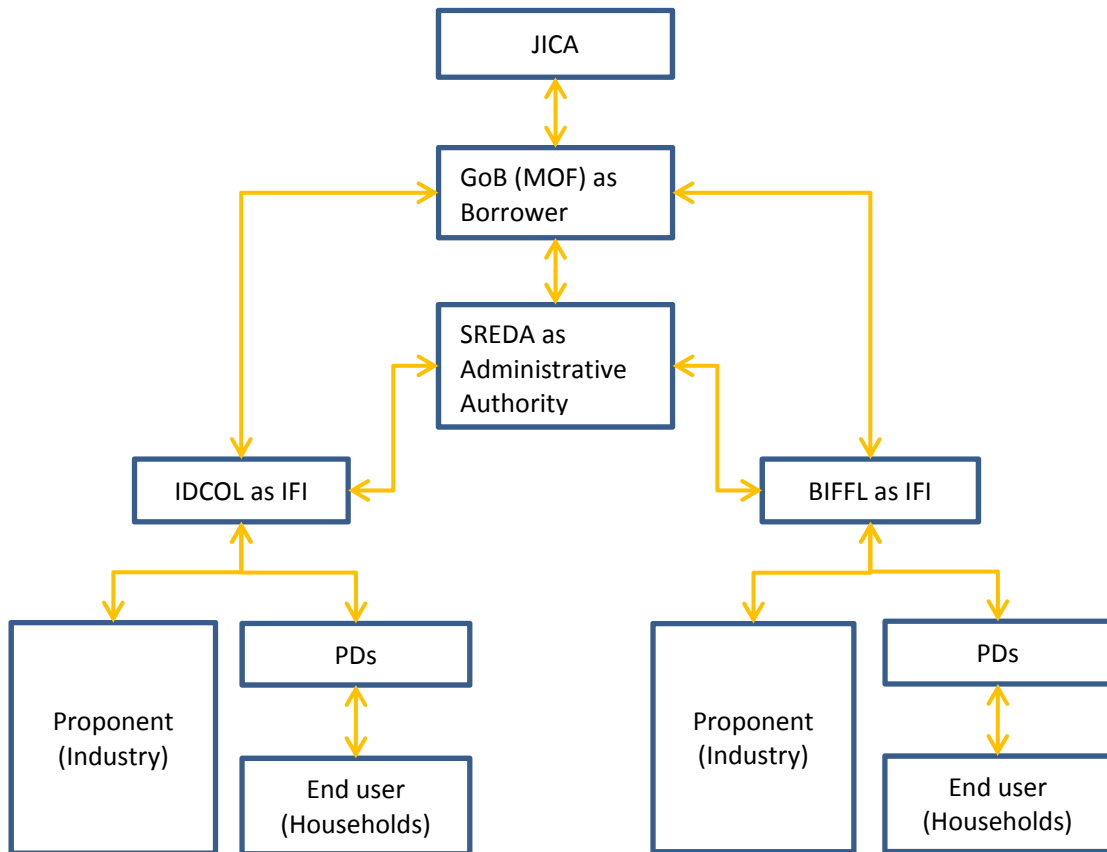 JICA
GoB (MOF) as
Borrower
SREDA as
Administrative
Authority
IDCOL as IFI
BIFFL as IFI
Proponent
(Industry)
PDs
End user
(Households)
Proponent
(Industry)
PDs
End user
(Households)